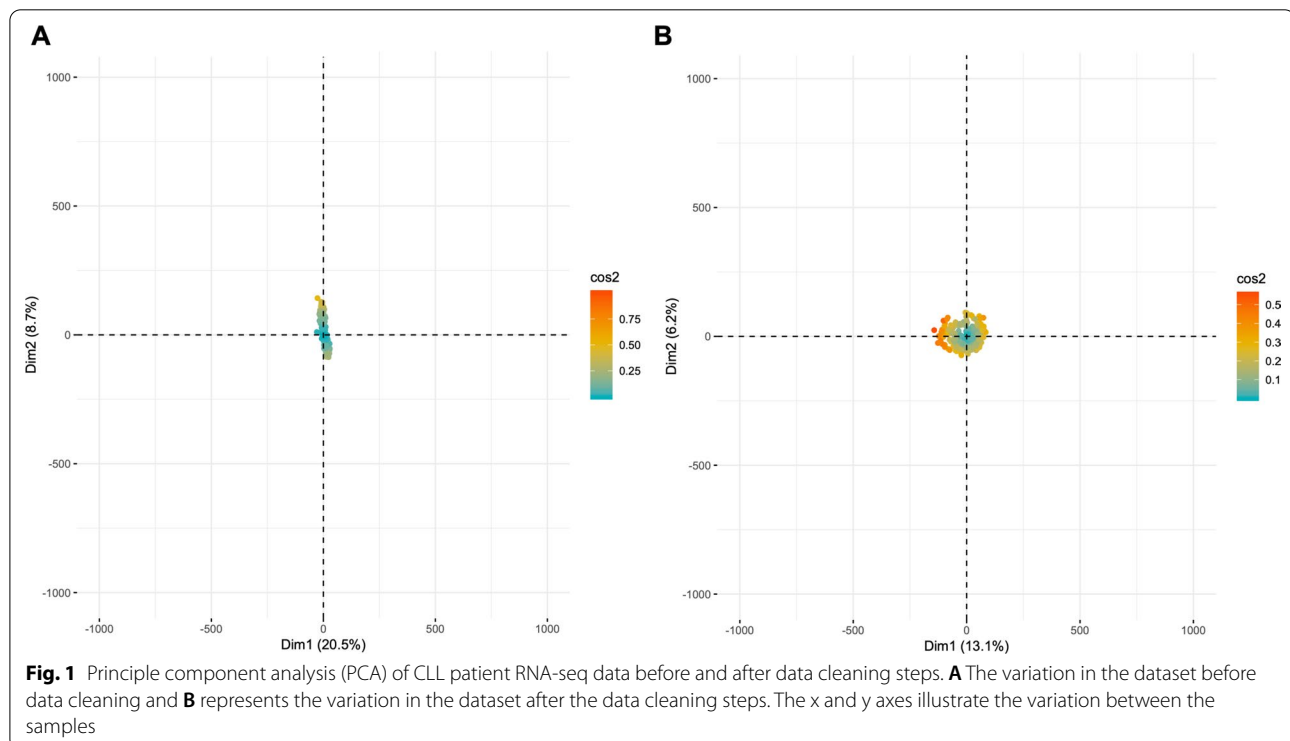 A
1000
500
0
-500
-1000
Dim2 (8.7%)
-1000 -500 0 500 1000
Dim1 (20.5%)
cos2
0.75
0.50
0.25
B
1000
500
0
-500
-1000
Dim2 (6.2%)
-1000 -500 0 500 1000
Dim1 (13.1%)
cos2
0.5
0.4
0.3
0.2
0.1
Fig. 1 Principle component analysis (PCA) of CLL patient RNA-seq data before and after data cleaning steps. A The variation in the dataset before
data cleaning and B represents the variation in the dataset after the data cleaning steps. The x and y axes illustrate the variation between the
samples